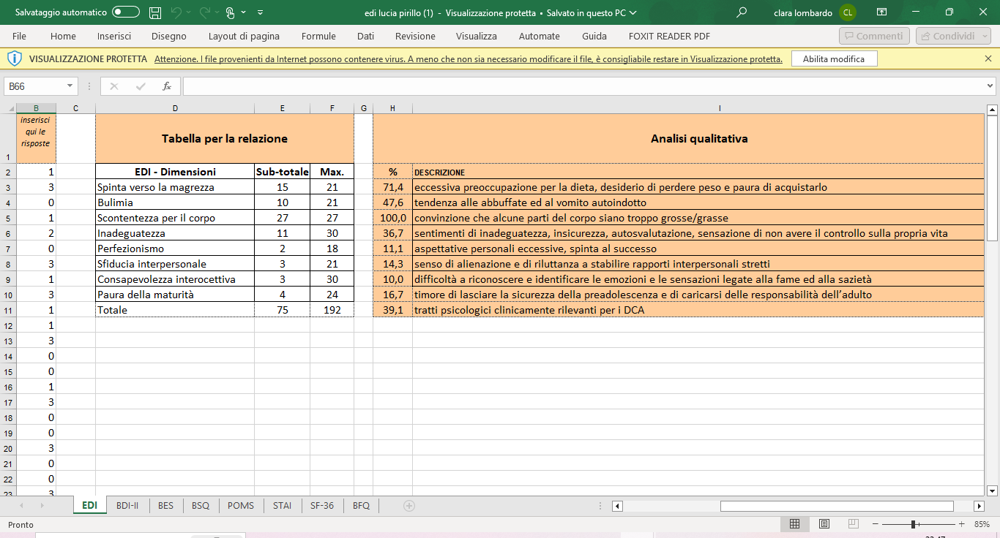 Salvataggio automatico
edi lucia pirillo (1) - Visualizzazione protetta • Salvato in questo PC
clara lombardo CL
File Home Inserisci Disegno Layout di pagina Formule Dati Revisione Visualizza Automate Guida FOXIT READER PDF Commenti Condividi
VISUALIZZAZIONE PROTETTA Attenzione. I file provenienti da Internet possono contenere virus. A meno che non sia necessario modificare il file, è consigliabile restare in Visualizzazione protetta. Abilita modifica
B66 fx
B C D E F G H I
inserisci
qui le
risposte
1 Tabella per la relazione Analisi qualitativa
2 1 EDI - Dimensioni Sub-totale Max. % DESCRIZIONE
3 3 Spinta verso la magrezza 15 21 71,4 eccessiva preoccupazione per la dieta, desiderio di perdere peso e paura di acquistarlo
4 0 Bulimia 10 21 47,6 tendenza alle abbuffate ed al vomito autoindotto
5 1 Scontentezza per il corpo 27 27 100,0 convinzione che alcune parti del corpo siano troppo grosse/grasse
6 2 Inadeguatezza 11 30 36,7 sentimenti di inadeguatezza, insicurezza, autosvalutazione, sensazione di non avere il controllo sulla propria vita
7 0 Perfezionismo 2 18 11,1 aspettative personali eccessive, spinta al successo
8 3 Sfiducia interpersonale 3 21 14,3 senso di alienazione e di riluttanza a stabilire rapporti interpersonali stretti
9 1 Consapevolezza interocettiva 3 30 10,0 difficoltà a riconoscere e identificare le emozioni e le sensazioni legate alla fame ed alla sazietà
10 3 Paura della maturità 4 24 16,7 timore di lasciare la sicurezza della preadolescenza e di caricarsi delle responsabilità dell'adulto
11 1 Totale 75 192 39,1 tratti psicologici clinicamente rilevanti per i DCA
12 1
13 3
14 0
15 0
16 1
17 3
18 0
19 0
20 3
21 0
22 0
23 3
EDI BDI-II BES BSQ POMS STAI SF-36 BFQ
Pronto 85%